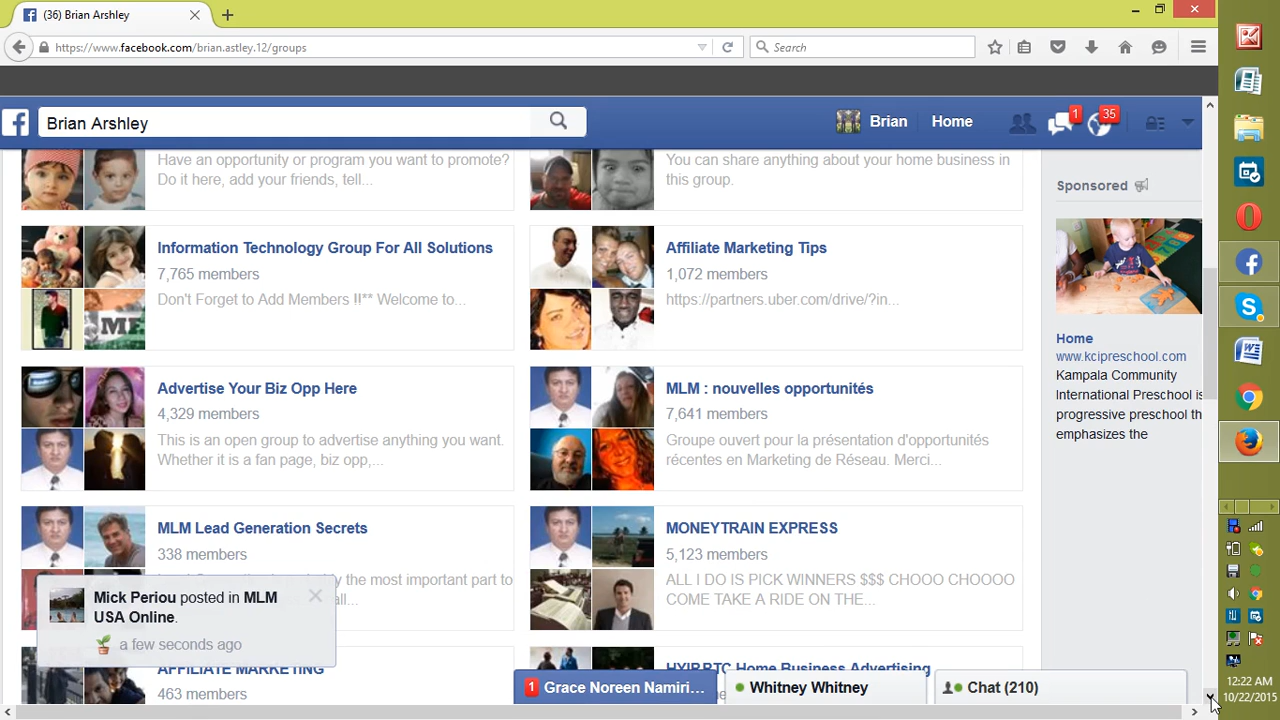 (36) Brian Arshley
https://www.facebook.com/brian.astley.12/groups
Search
Brian Arshley
Brian
Home
1
35
Have an opportunity or program you want to promote?
Do it here, add your friends, tell...
You can share anything about your home business in
this group.
Information Technology Group For All Solutions
7,765 members
Don't Forget to Add Members !!** Welcome to...
Affiliate Marketing Tips
1,072 members
https://partners.uber.com/drive/?in...
Advertise Your Biz Opp Here
4,329 members
This is an open group to advertise anything you want.
Whether it is a fan page, biz opp,...
MLM : nouvelles opportunités
7,641 members
Groupe ouvert pour la présentation d'opportunités
récentes en Marketing de Réseau. Merci...
MLM Lead Generation Secrets
338 members
the most important part to
MONEYTRAIN EXPRESS
5,123 members
ALL I DO IS PICK WINNERS $$$ CHOOO CHOOOO
COME TAKE A RIDE ON THE...
AFFILIATE MARKETING
463 members
HYIP,BTC Home Business Advertising
Sponsored
Home
www.kcipreschool.com
Kampala Community
International Preschool is
progressive preschool th
emphasizes the
Mick Periou posted in MLM
USA Online.
a few seconds ago
1 Grace Noreen Namiri...
Whitney Whitney
Chat (210)
12:22 AM
10/22/2015